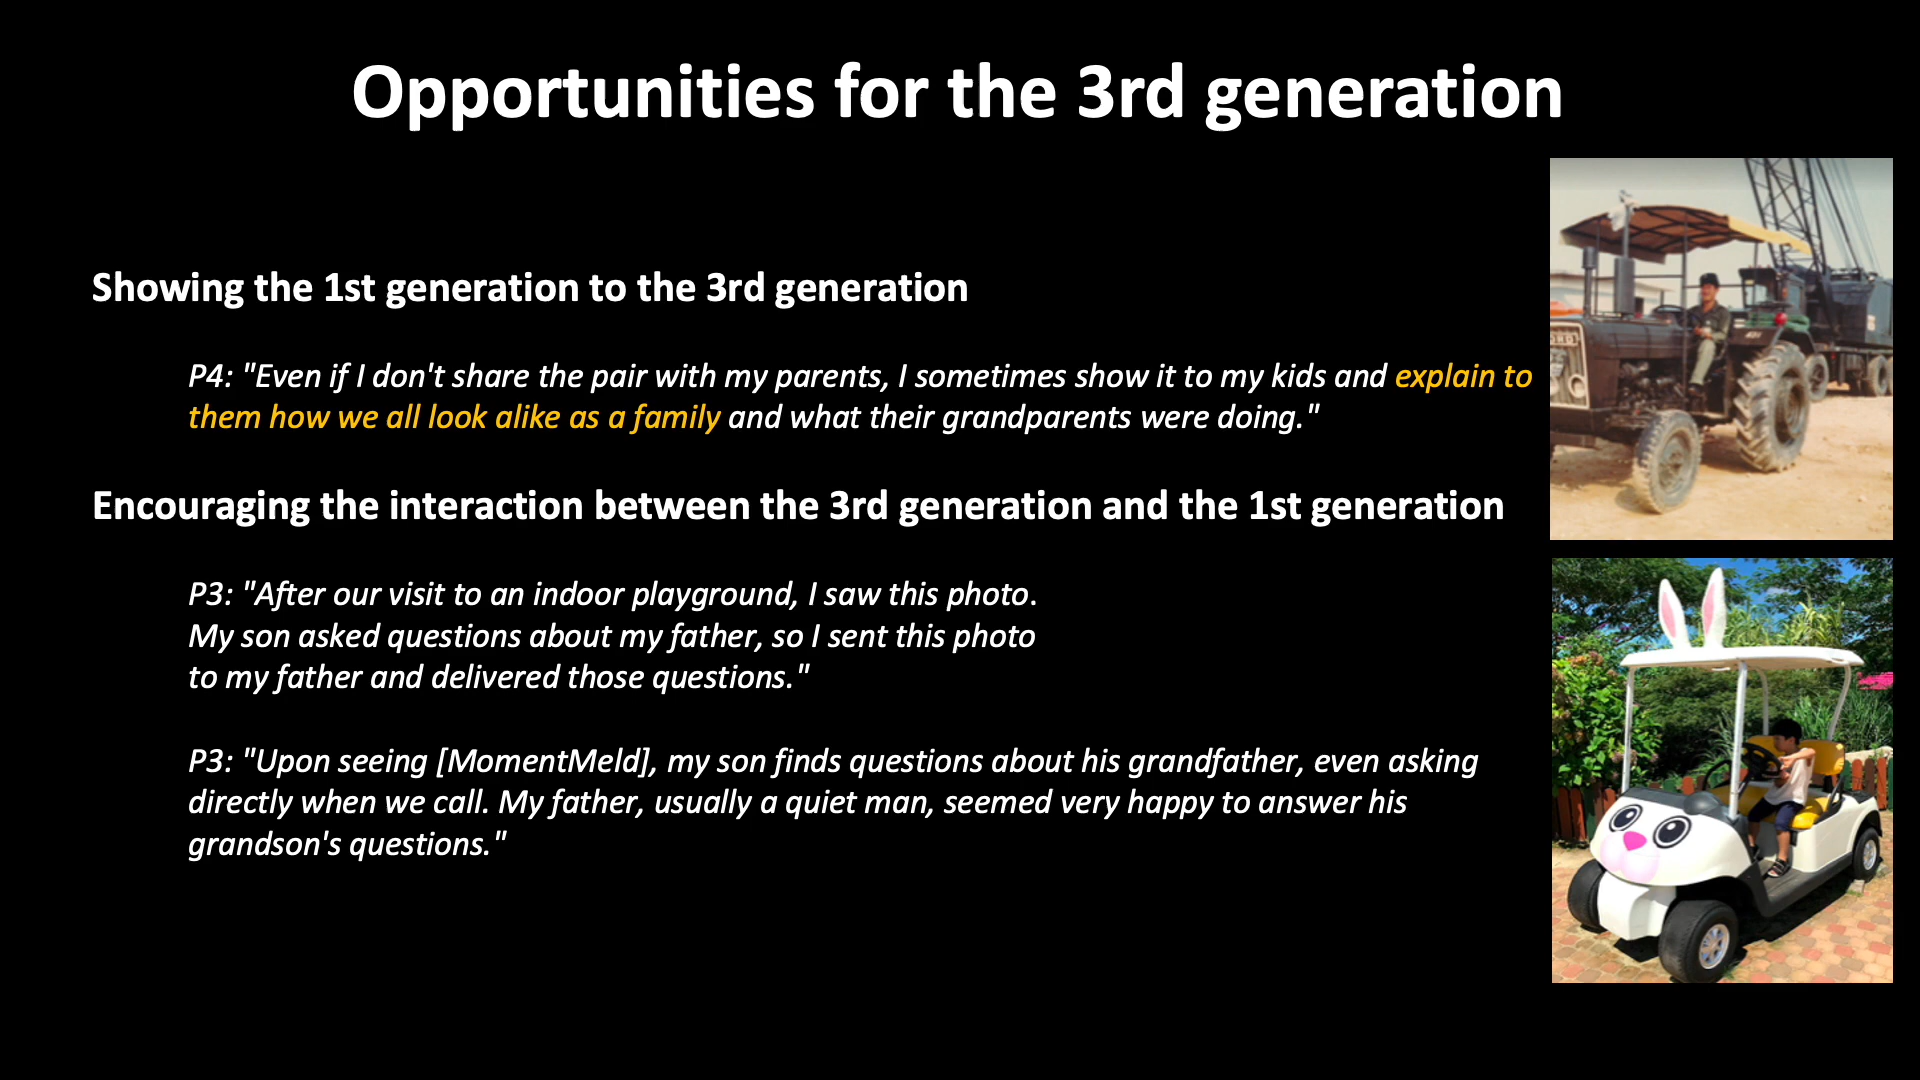 Opportunities for the 3rd generation
Showing the 1st generation to the 3rd generation
P4: "Even if I don't share the pair with my parents, I sometimes show it to my kids and explain to
them how we all look alike as a family and what their grandparents were doing."
Encouraging the interaction between the 3rd generation and the 1st generation
P3: "After our visit to an indoor playground, I saw this photo.
My son asked questions about my father, so I sent this photo
to my father and delivered those questions."
P3: "Upon seeing [MomentMeld], my son finds questions about his grandfather, even asking
directly when we call. My father, usually a quiet man, seemed very happy to answer his
grandson's questions."